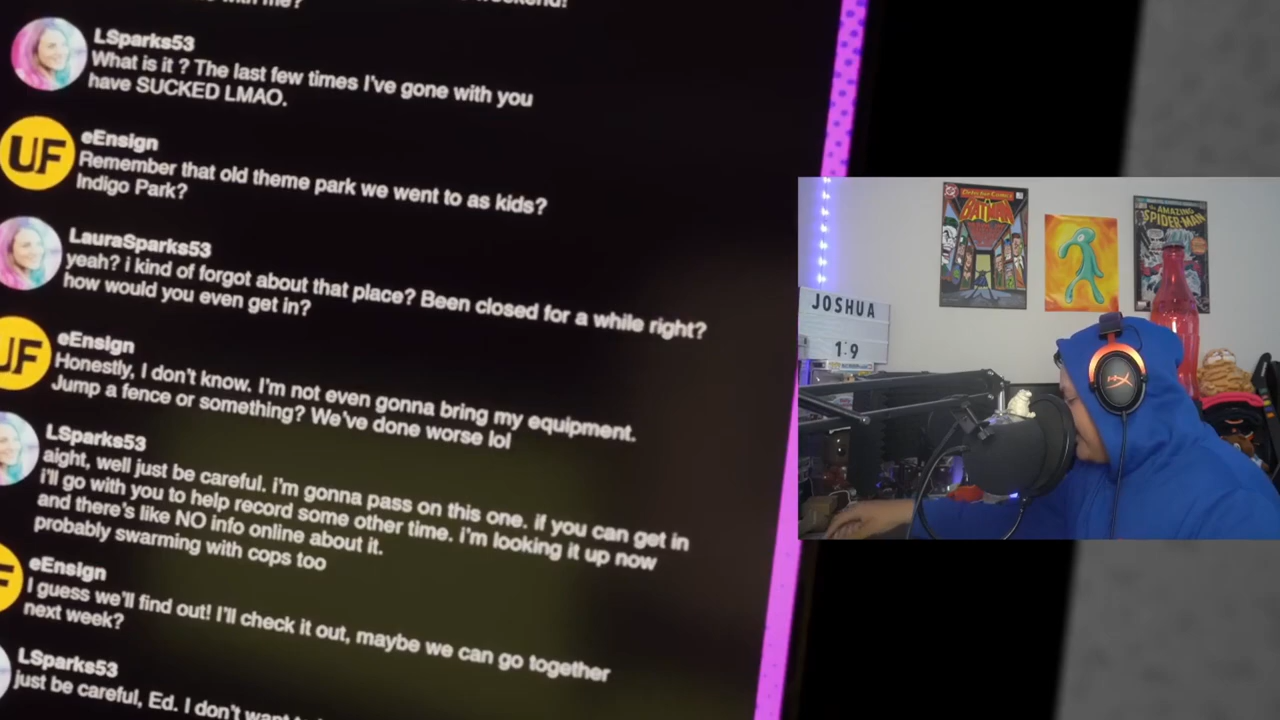 LSparks53
What is it ? The last few times I've gone with you
have SUCKED LMAO.
UF
eEnsign
Remember that old theme park we went to as kids?
Indigo Park?
LauraSparks53
yeah? i kind of forgot about that place? Been closed for a while right?
how would you even get in?
UF
eEnsign
Honestly, I don't know. I'm not even gonna bring my equipment.
Jump a fence or something? We've done worse lol
LSparks53
aight, well just be careful. i'm gonna pass on this one. if you can get in
i'll go with you to help record some other time. i'm looking it up now
and there's like NO info online about it.
probably swarming with cops too
eEnsign
I guess we'll find out! I'll check it out, maybe we can go together
next week?
LSparks53
just be careful, Ed. I don't want
BATMAN
THE AMAZING
SPIDER-MAN
JOSHUA
1:9